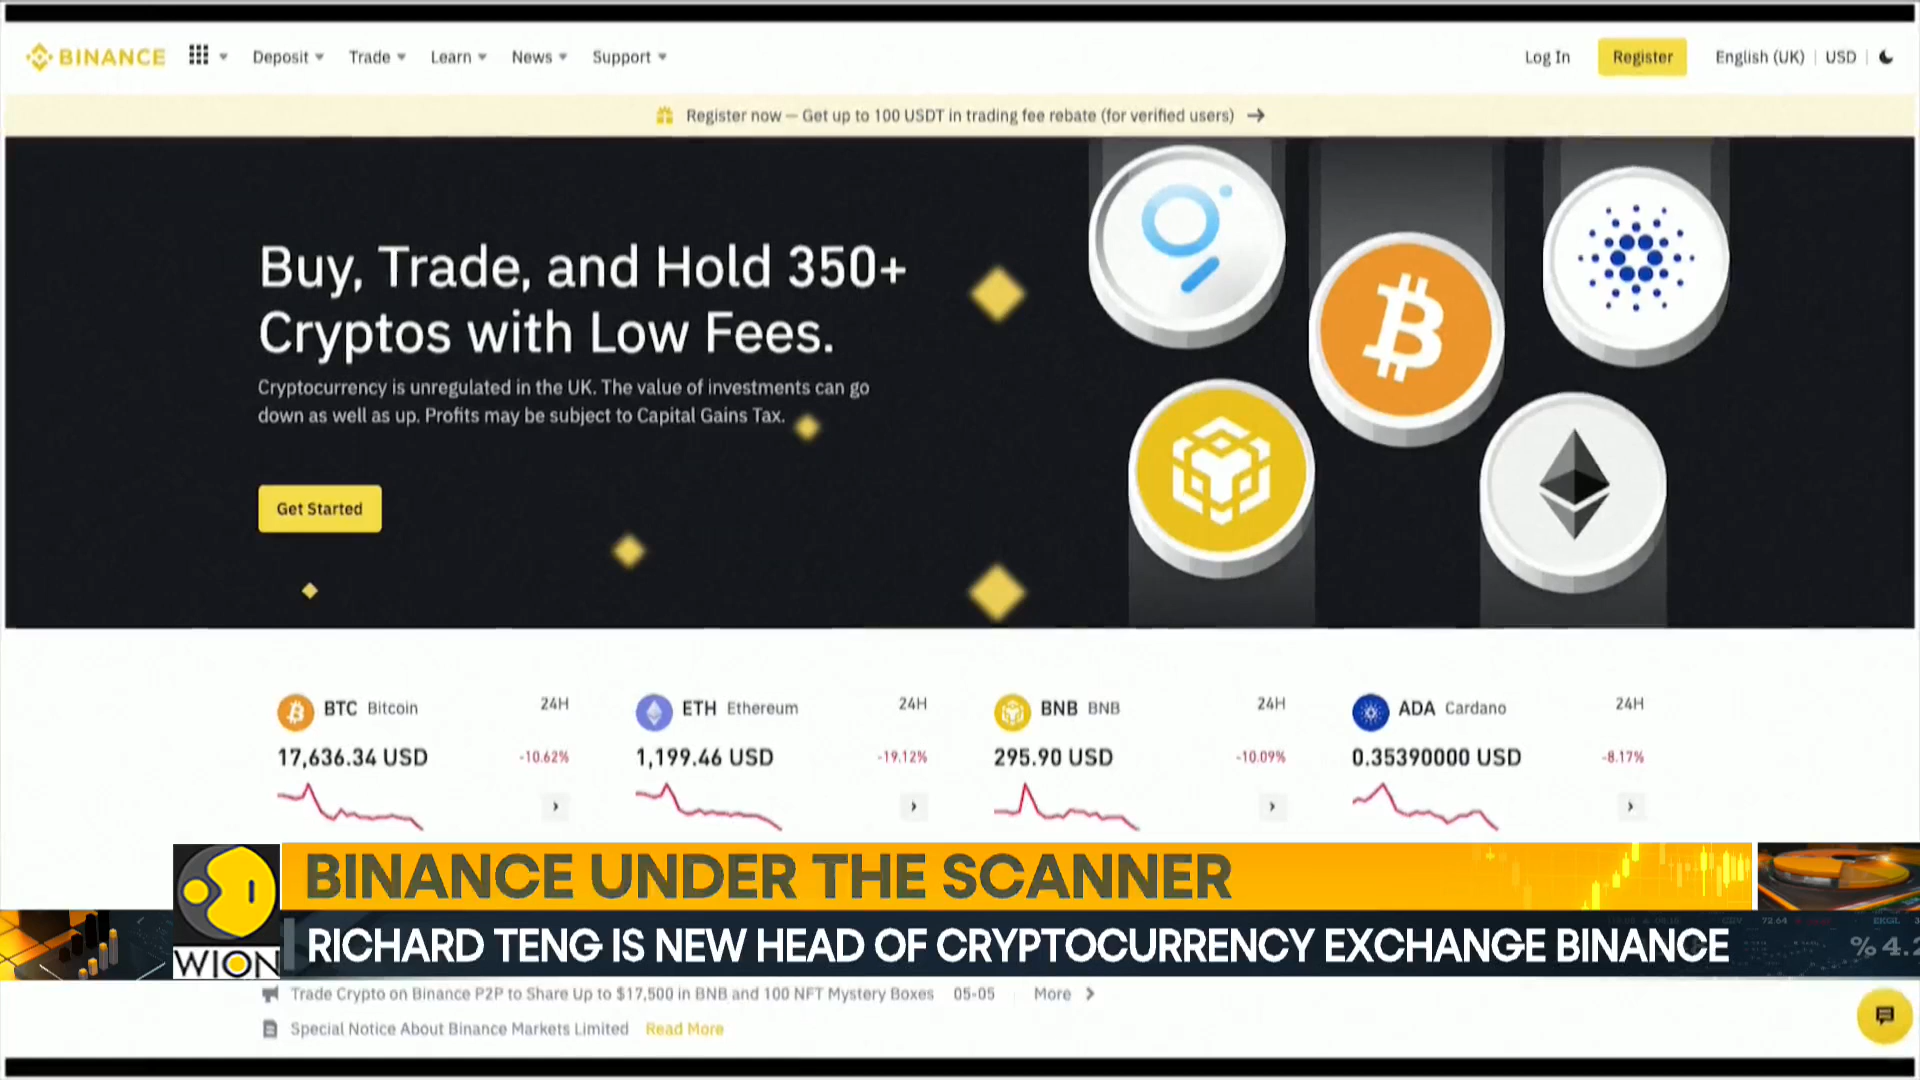 BINANCE
Deposit
Trade
Learn
News
Support
Log In
Register
English (UK)
USD
Register now — Get up to 100 USDT in trading fee rebate (for verified users)
Buy, Trade, and Hold 350+
Cryptos with Low Fees.
Cryptocurrency is unregulated in the UK. The value of investments can go
down as well as up. Profits may be subject to Capital Gains Tax.
Get Started
BTC Bitcoin 24H
17,636.34 USD -10.62%
ETH Ethereum 24H
1,199.46 USD -19.12%
BNB BNB 24H
295.90 USD -10.09%
ADA Cardano 24H
0.35390000 USD -8.17%
BINANCE UNDER THE SCANNER
RICHARD TENG IS NEW HEAD OF CRYPTOCURRENCY EXCHANGE BINANCE
WION
72.64
EKGL
Trade Crypto on Binance P2P to Share Up to $17,500 in BNB and 100 NFT Mystery Boxes 05-05 More
Special Notice About Binance Markets Limited Read More